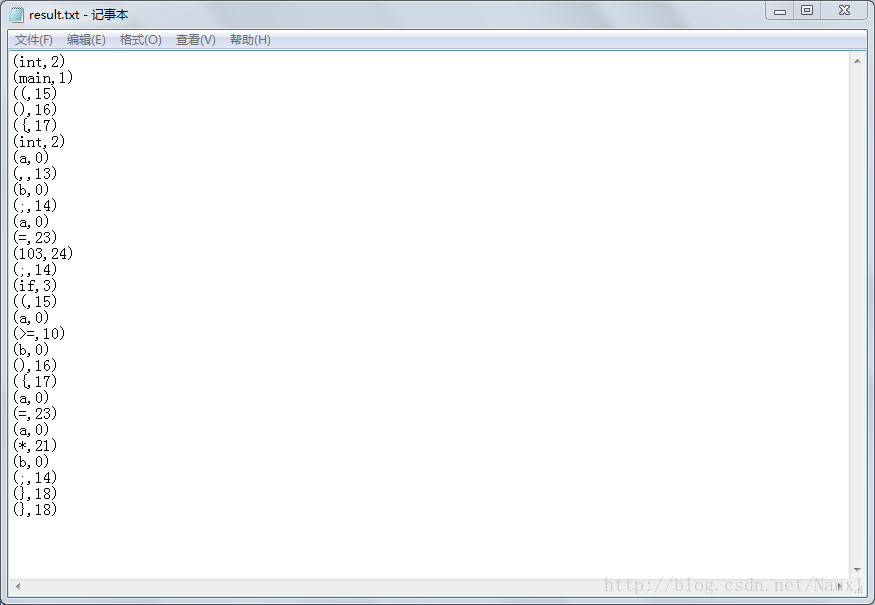 result.txt - 记事本
文件(F) 编辑(E) 格式(O) 查看(V) 帮助(H)
(int,2)
(main,1)
((,15)
(),16)
({,17)
(int,2)
(a,0)
(,,13)
(b,0)
(;,14)
(a,0)
(=,23)
(103,24)
(;,14)
(if,3)
((,15)
(a,0)
(>=,10)
(b,0)
(),16)
({,17)
(a,0)
(=,23)
(a,0)
(*,21)
(b,0)
(;,14)
(},18)
(},18)
http://blog.csdn.net/Nauxl